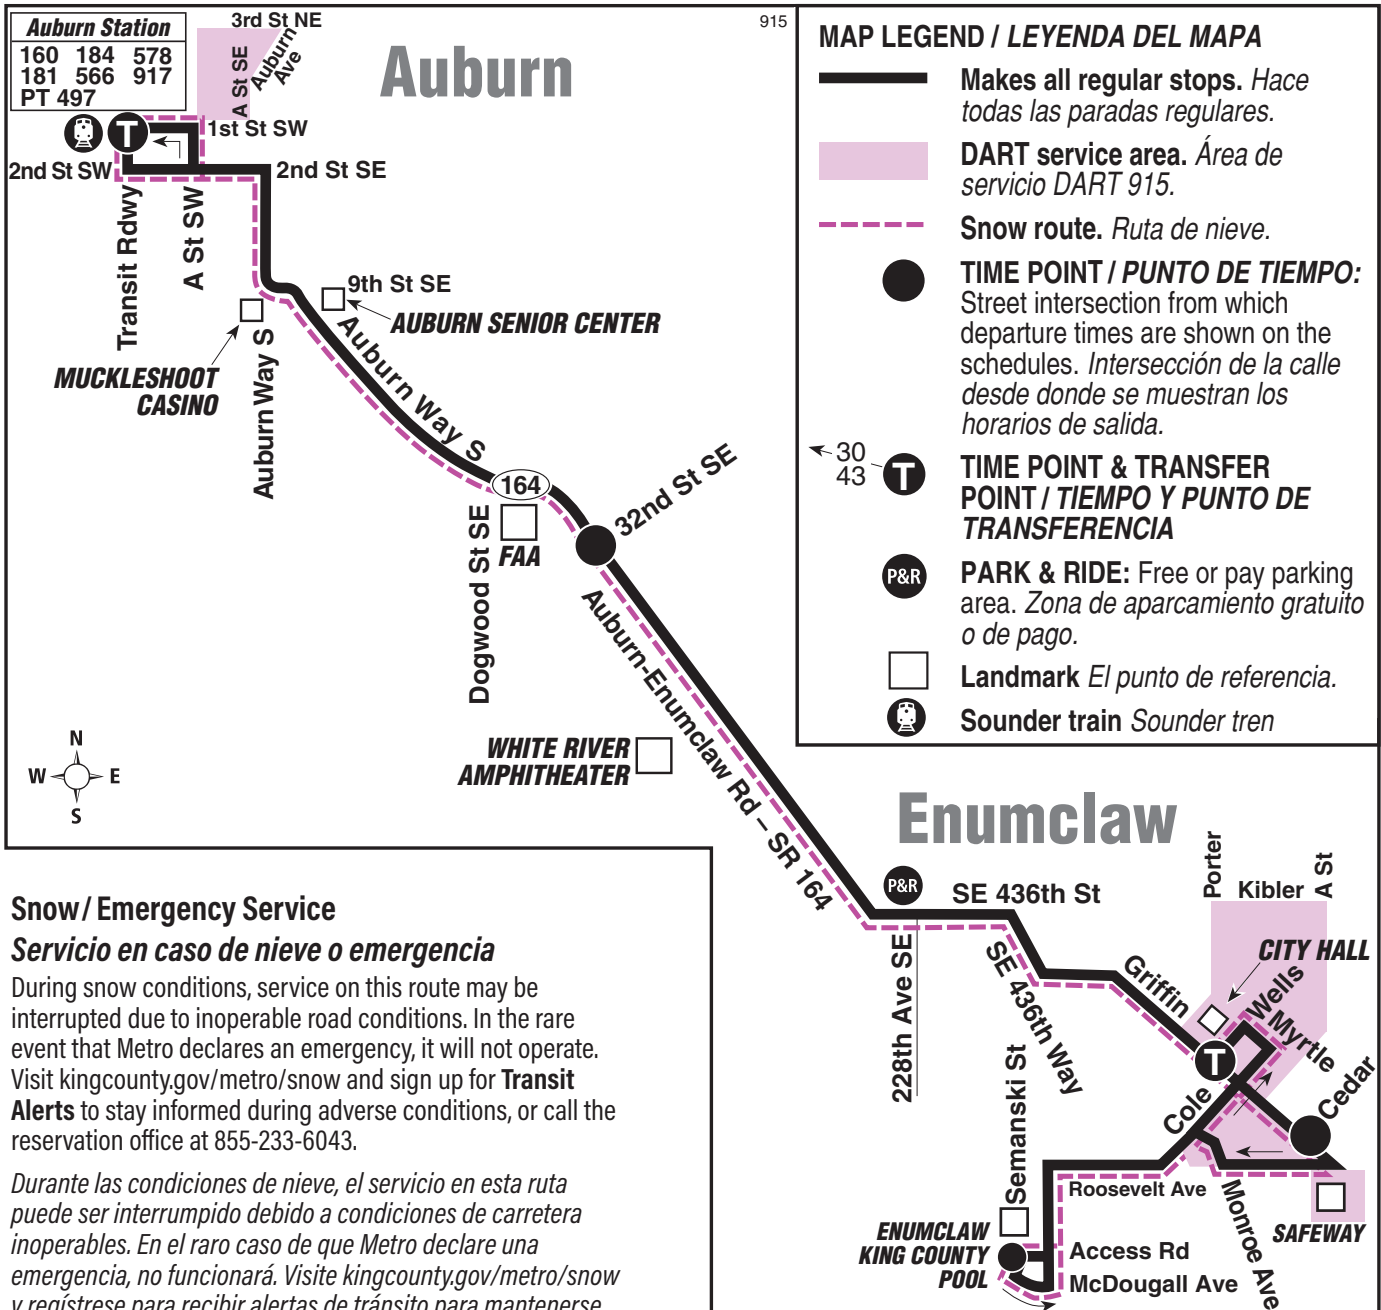 Auburn Station
160 184 578
181 566 917
PT 497
3rd St NE
A St SE
Auburn
Ave
Auburn
915
T
1st St SW
2nd St SW
2nd St SE
Transit Rdwy
A St SW
9th St SE
AUBURN SENIOR CENTER
MUCKLESHOOT
CASINO
Auburn Way S
Auburn Way S
164
32nd St SE
Dogwood St SE
FAA
Auburn-Enumclaw Rd – SR 164
WHITE RIVER
AMPHITHEATER
N
W E
S
MAP LEGEND / LEYENDA DEL MAPA
Makes all regular stops. Hace
todas las paradas regulares.
DART service area. Área de
servicio DART 915.
Snow route. Ruta de nieve.
TIME POINT / PUNTO DE TIEMPO:
Street intersection from which
departure times are shown on the
schedules. Intersección de la calle
desde donde se muestran los
horarios de salida.
30
43
T
TIME POINT & TRANSFER
POINT / TIEMPO Y PUNTO DE
TRANSFERENCIA
P&R
PARK & RIDE: Free or pay parking
area. Zona de aparcamiento gratuito
o de pago.
Landmark El punto de referencia.
Sounder train Sounder tren
Enumclaw
P&R
SE 436th St
228th Ave SE
SE 436th Way
Griffin
Porter
Kibler
A St
CITY HALL
Wells
Myrtle
T
Cole
Cedar
Semanski St
Roosevelt Ave
Monroe Ave
SAFEWAY
ENUMCLAW
KING COUNTY
POOL
Access Rd
McDougall Ave
Snow / Emergency Service
Servicio en caso de nieve o emergencia
During snow conditions, service on this route may be
interrupted due to inoperable road conditions. In the rare
event that Metro declares an emergency, it will not operate.
Visit kingcounty.gov/metro/snow and sign up for Transit
Alerts to stay informed during adverse conditions, or call the
reservation office at 855-233-6043.
Durante las condiciones de nieve, el servicio en esta ruta
puede ser interrumpido debido a condiciones de carretera
inoperables. En el raro caso de que Metro declare una
emergencia, no funcionará. Visite kingcounty.gov/metro/snow
y regístrese para recibir alertas de tránsito para mantenerse